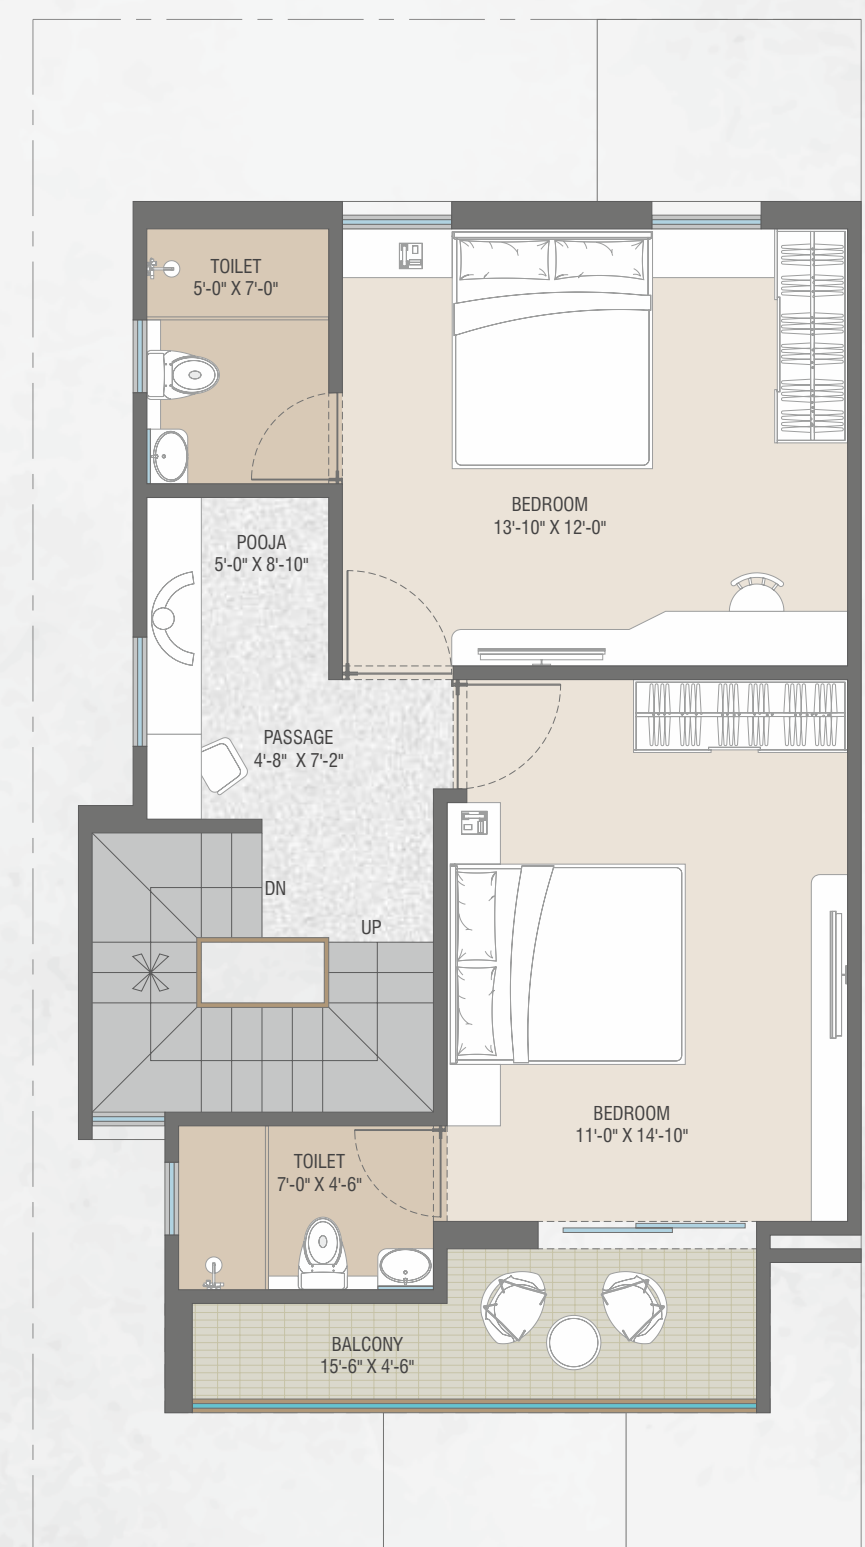 TOILET
5'-0" X 7'-0"
BEDROOM
13'-10" X 12'-0"
POOJA
5'-0" X 8'-10"
PASSAGE
4'-8" X 7'-2"
DN
UP
BEDROOM
11'-0" X 14'-10"
TOILET
7'-0" X 4'-6"
BALCONY
15'-6" X 4'-6"